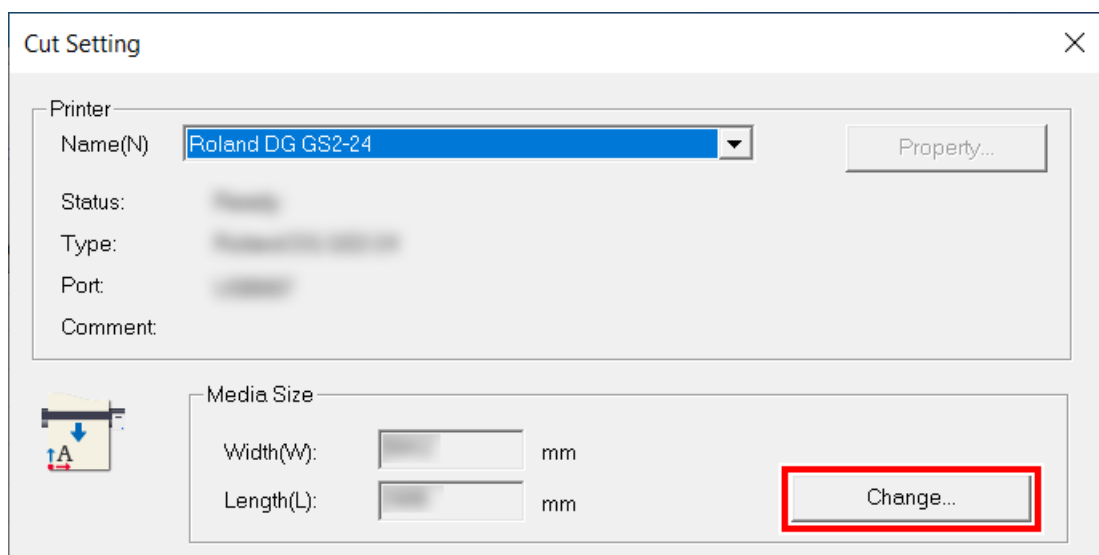 Cut Setting
Printer
Name(N) Roland DG GS2-24 Property...
Status:
Type:
Port:
Comment:
Media Size
A
Width(W): mm
Length(L): mm
Change...